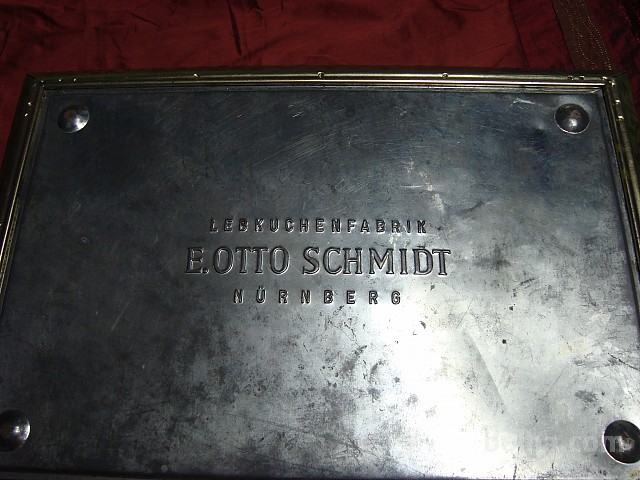 LEBKUCHENFABRIK
E. OTTO SCHMIDT
NÜRNBERG